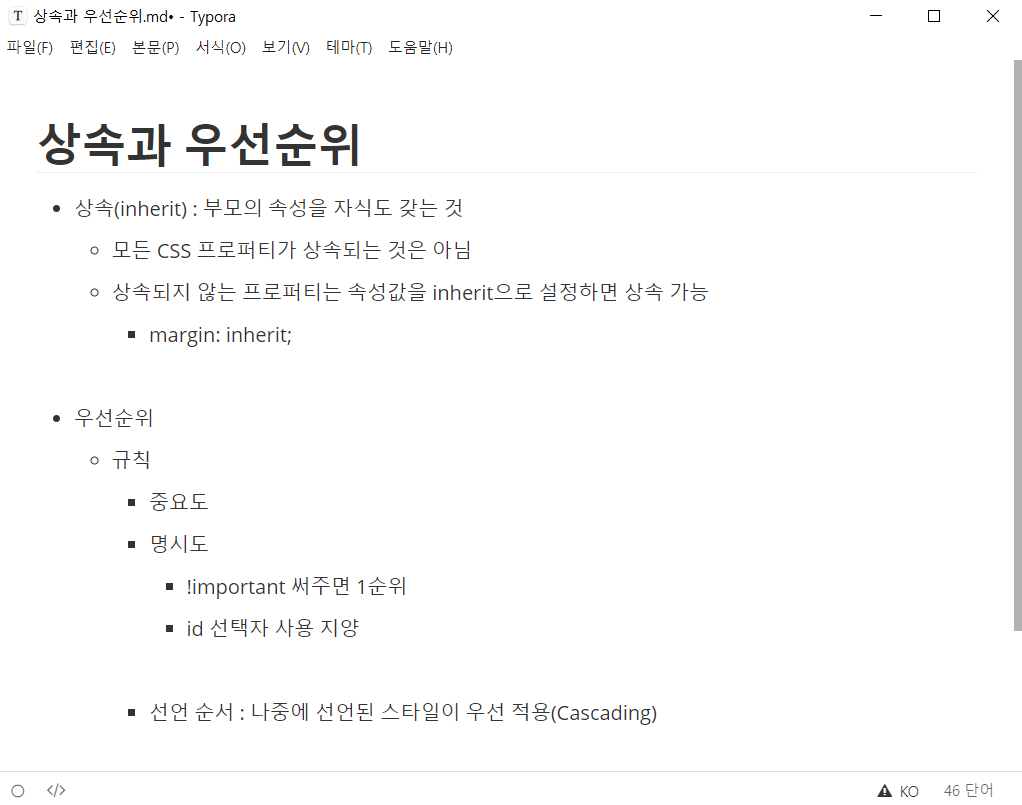 상속과 우선순위.md• - Typora
파일(F) 편집(E) 본문(P) 서식(O) 보기(V) 테마(T) 도움말(H)
상속과 우선순위
상속(inherit) : 부모의 속성을 자식도 갖는 것
모든 CSS 프로퍼티가 상속되는 것은 아님
상속되지 않는 프로퍼티는 속성값을 inherit으로 설정하면 상속 가능
margin: inherit;
우선순위
규칙
중요도
명시도
!important 써주면 1순위
id 선택자 사용 지양
선언 순서 : 나중에 선언된 스타일이 우선 적용(Cascading)
</> KO 46 단어